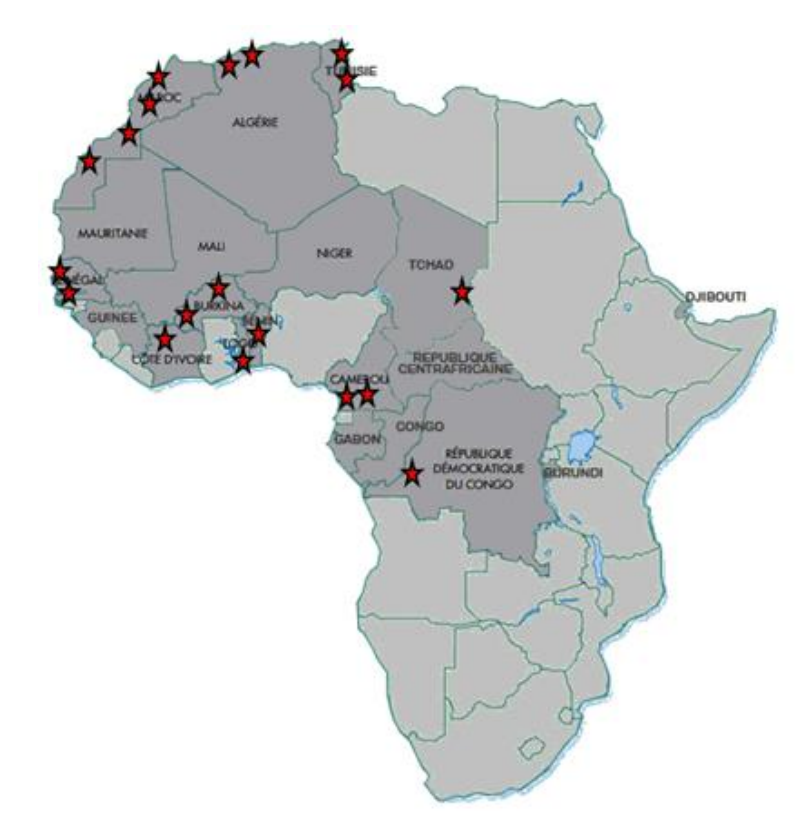 TUNISIE
MAROC
ALGÉRIE
MAURITANIE
MALI
NIGER
TCHAD
SÉNÉGAL
DJIBOUTI
BURKINA
GUINEE
BÉNIN
TOGO
CÔTE D'IVOIRE
REPUBLIQUE
CENTRAFRICAINE
CAMEROU
CONGO
GABON
RÉPUBLIQUE
DÉMOCRATIQUE
DU CONGO
BURUNDI